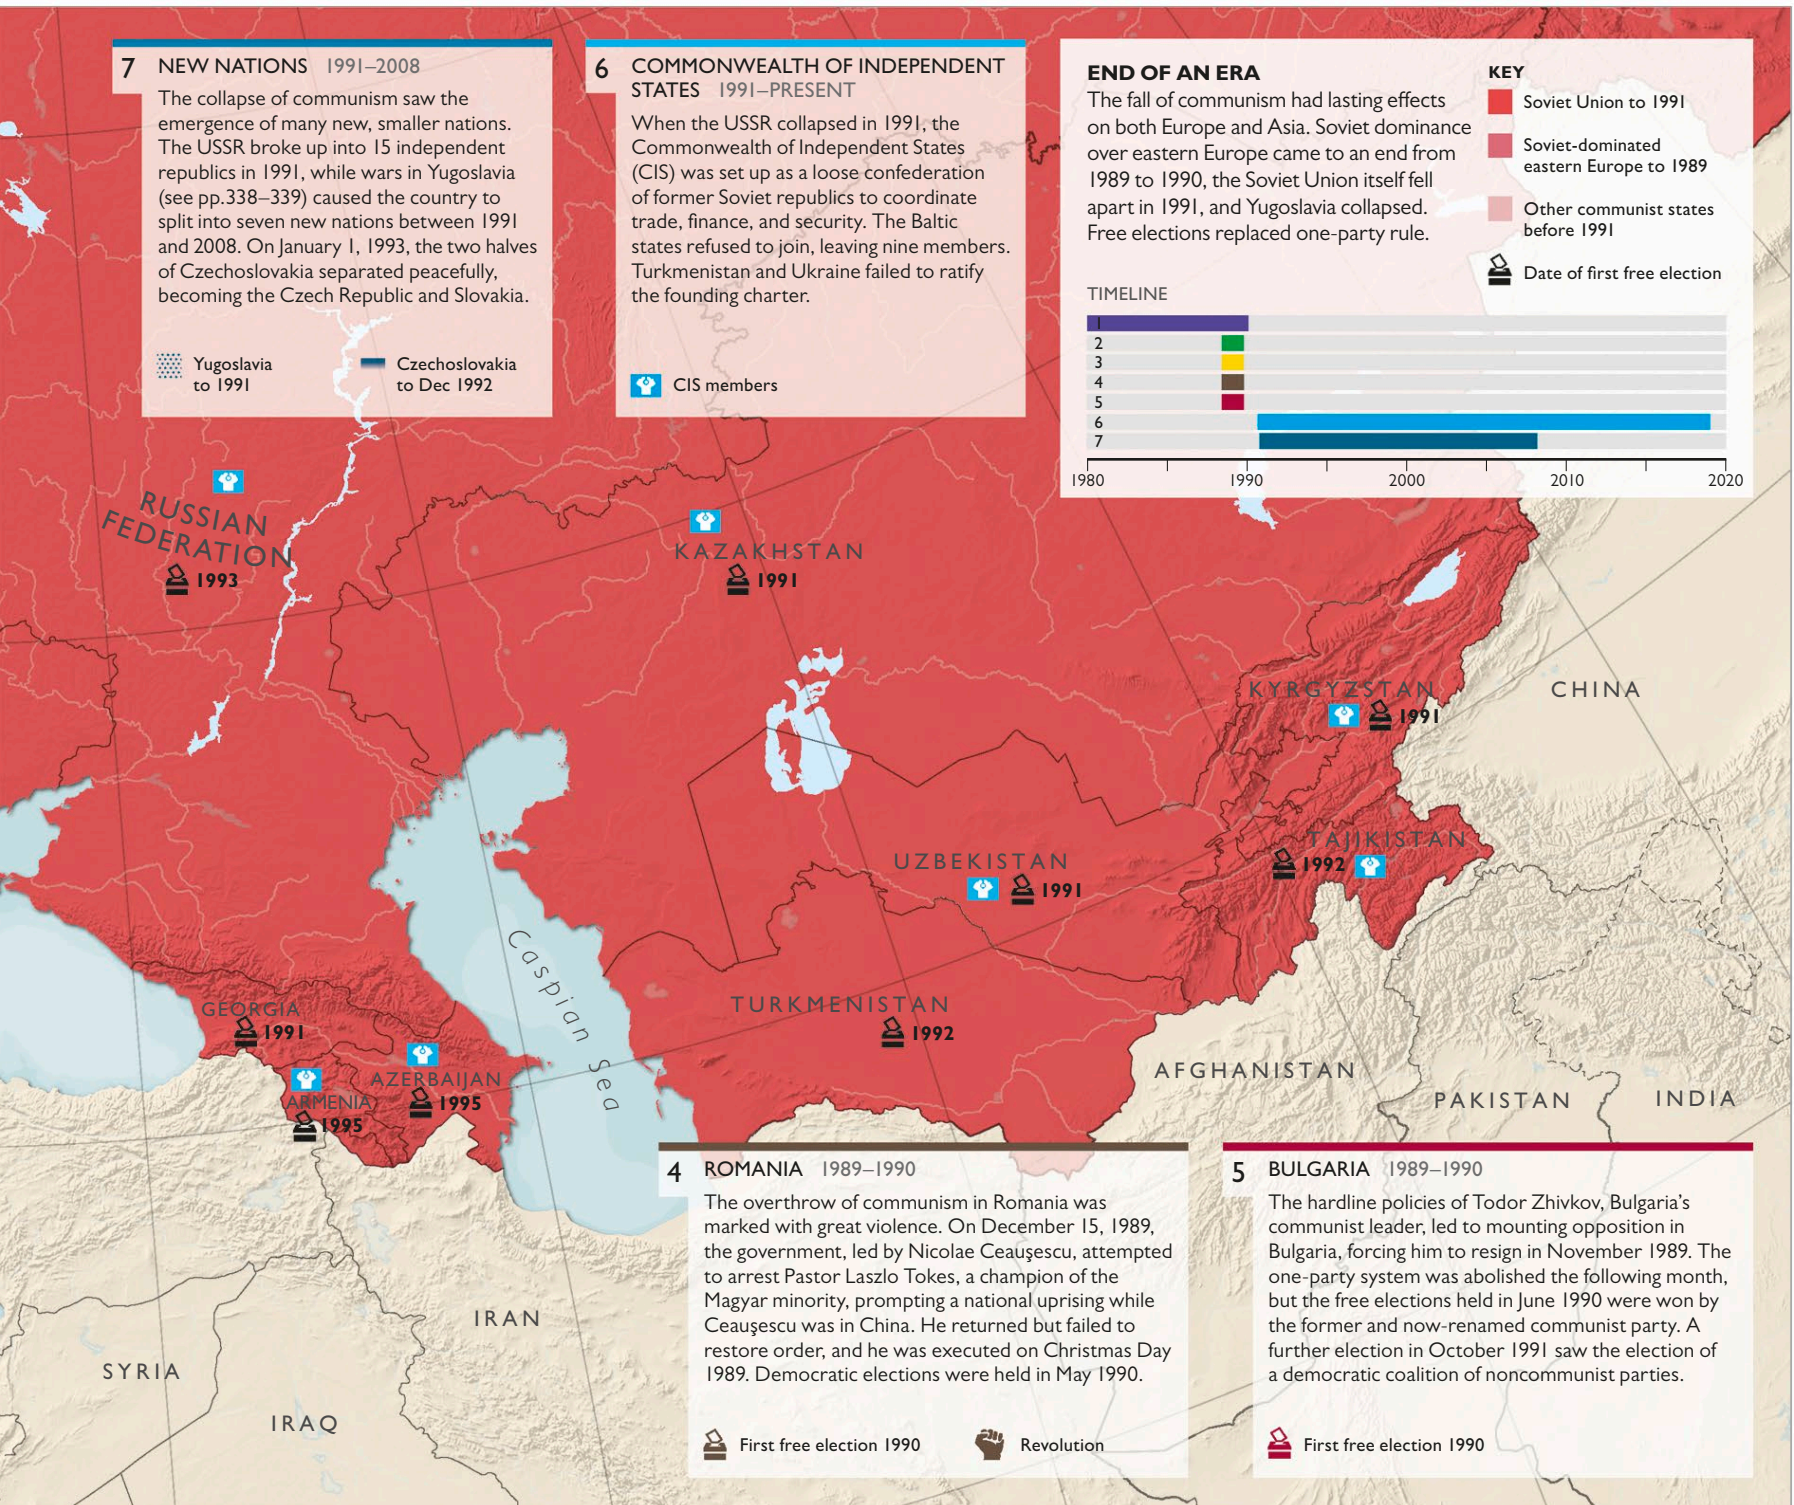 7 NEW NATIONS 1991–2008
The collapse of communism saw the
emergence of many new, smaller nations.
The USSR broke up into 15 independent
republics in 1991, while wars in Yugoslavia
(see pp.338–339) caused the country to
split into seven new nations between 1991
and 2008. On January 1, 1993, the two halves
of Czechoslovakia separated peacefully,
becoming the Czech Republic and Slovakia.
Yugoslavia
to 1991
Czechoslovakia
to Dec 1992
6 COMMONWEALTH OF INDEPENDENT
STATES 1991–PRESENT
When the USSR collapsed in 1991, the
Commonwealth of Independent States
(CIS) was set up as a loose confederation
of former Soviet republics to coordinate
trade, finance, and security. The Baltic
states refused to join, leaving nine members.
Turkmenistan and Ukraine failed to ratify
the founding charter.
CIS members
END OF AN ERA
The fall of communism had lasting effects
on both Europe and Asia. Soviet dominance
over eastern Europe came to an end from
1989 to 1990, the Soviet Union itself fell
apart in 1991, and Yugoslavia collapsed.
Free elections replaced one-party rule.
KEY
Soviet Union to 1991
Soviet-dominated
eastern Europe to 1989
Other communist states
before 1991
Date of first free election
TIMELINE
1
2
3
4
5
6
7
1980 1990 2000 2010 2020
RUSSIAN
FEDERATION
1993
KAZAKHSTAN
1991
KYRGYZSTAN
1991
CHINA
TAJIKISTAN
1992
UZBEKISTAN
1991
Caspian Sea
TURKMENISTAN
1992
GEORGIA
1991
AZERBAIJAN
1995
ARMENIA
1995
AFGHANISTAN
PAKISTAN
INDIA
IRAN
SYRIA
IRAQ
4 ROMANIA 1989–1990
The overthrow of communism in Romania was
marked with great violence. On December 15, 1989,
the government, led by Nicolae Ceauşescu, attempted
to arrest Pastor Laszlo Tokes, a champion of the
Magyar minority, prompting a national uprising while
Ceauşescu was in China. He returned but failed to
restore order, and he was executed on Christmas Day
1989. Democratic elections were held in May 1990.
First free election 1990
Revolution
5 BULGARIA 1989–1990
The hardline policies of Todor Zhivkov, Bulgaria’s
communist leader, led to mounting opposition in
Bulgaria, forcing him to resign in November 1989. The
one-party system was abolished the following month,
but the free elections held in June 1990 were won by
the former and now-renamed communist party. A
further election in October 1991 saw the election of
a democratic coalition of noncommunist parties.
First free election 1990